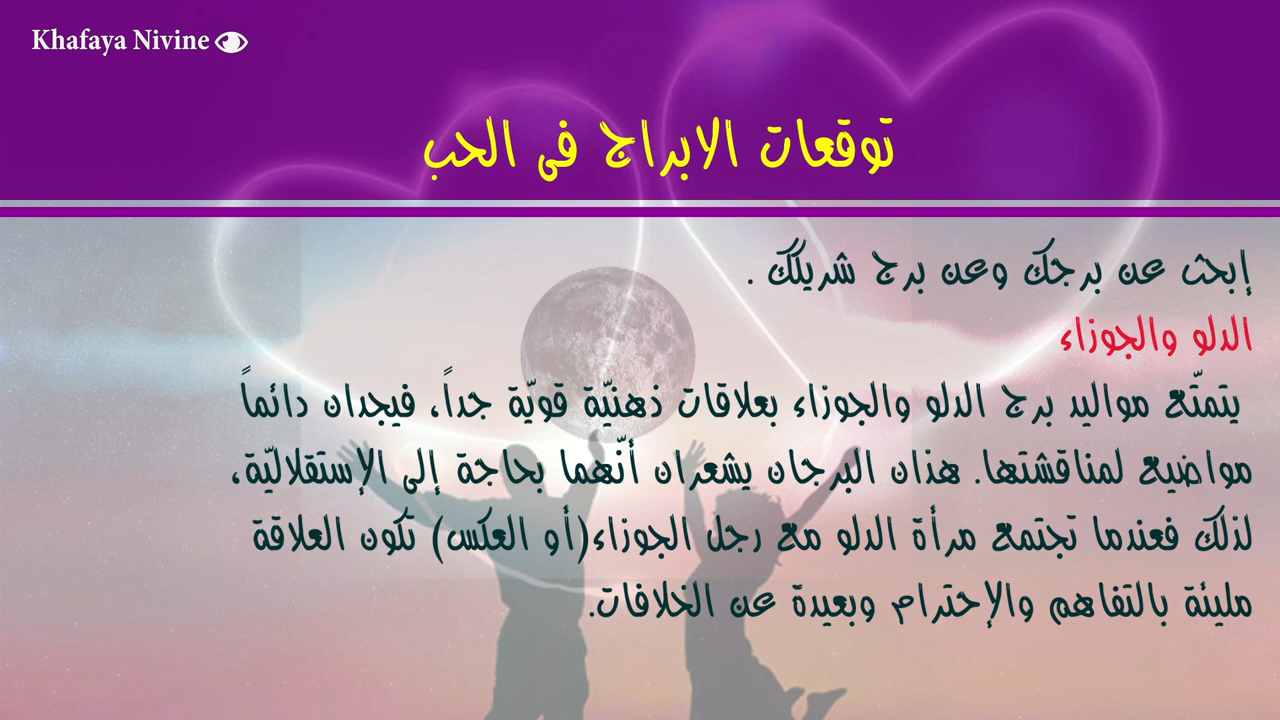 Khafaya Nivine
توقعات الابراج فى الحب
إبحث عن برجك وعن برج شريكك .
الدلو والجوزاء
يتمتّع مواليد برج الدلو والجوزاء بعلاقات ذهنيّة قويّة جداً، فيجدان دائماً
مواضيع لمناقشتها. هذان البرجان يشعران أنّهما بحاجة إلى الإستقلاليّة،
لذلك فعندما تجتمع مرأة الدلو مع رجل الجوزاء(أو العكس) تكون العلاقة
مليئة بالتفاهم والإحترام وبعيدة عن الخلافات.